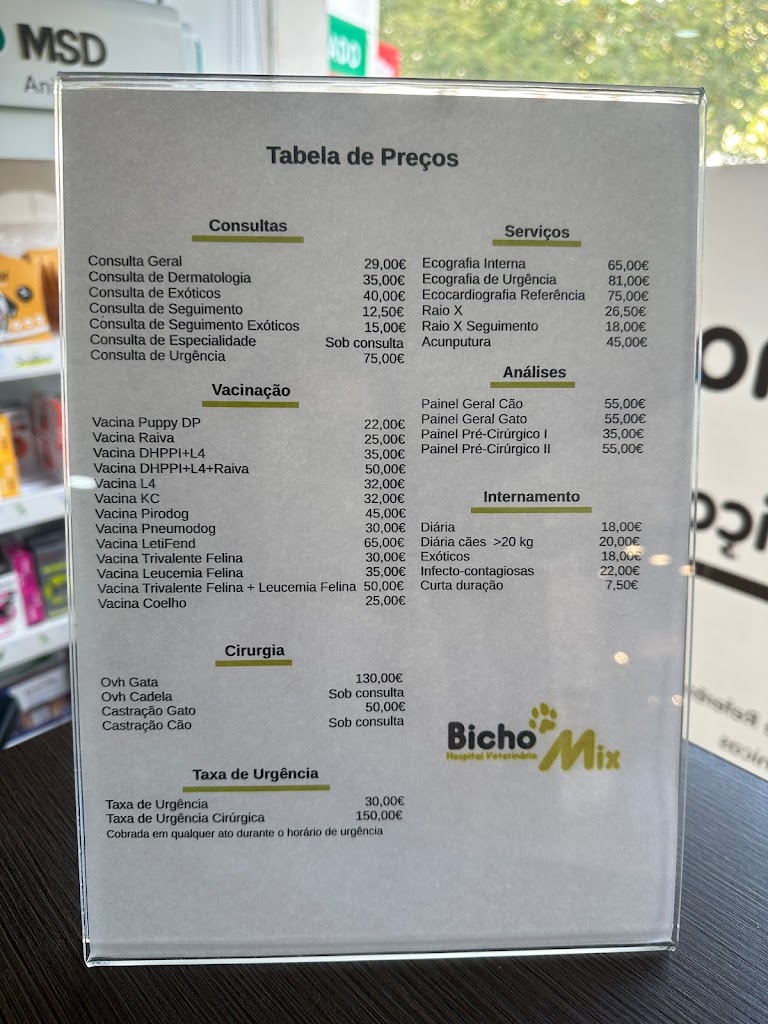 MSD
Tabela de Preços
Consultas
Consulta Geral 29,00€
Consulta de Dermatologia 35,00€
Consulta de Exóticos 40,00€
Consulta de Seguimento 12,50€
Consulta de Seguimento Exóticos 15,00€
Consulta de Especialidade Sob consulta
Consulta de Urgência 75,00€
Vacinação
Vacina Puppy DP 22,00€
Vacina Raiva 25,00€
Vacina DHPPI+L4 35,00€
Vacina DHPPI+L4+Raiva 50,00€
Vacina L4 32,00€
Vacina KC 32,00€
Vacina Pirodog 45,00€
Vacina Pneumodog 30,00€
Vacina LetiFend 65,00€
Vacina Trivalente Felina 30,00€
Vacina Leucemia Felina 35,00€
Vacina Trivalente Felina + Leucemia Felina 50,00€
Vacina Coelho 25,00€
Cirurgia
Ovh Gata 130,00€
Ovh Cadela Sob consulta
Castração Gato 50,00€
Castração Cão Sob consulta
Taxa de Urgência
Taxa de Urgência 30,00€
Taxa de Urgência Cirúrgica 150,00€
Cobrada em qualquer ato durante o horário de urgência
Serviços
Ecografia Interna 65,00€
Ecografia de Urgência 81,00€
Ecocardiografia Referência 75,00€
Raio X 26,50€
Raio X Seguimento 18,00€
Acunputura 45,00€
Análises
Painel Geral Cão 55,00€
Painel Geral Gato 55,00€
Painel Pré-Cirúrgico I 35,00€
Painel Pré-Cirúrgico II 55,00€
Internamento
Diária 18,00€
Diária cães >20 kg 20,00€
Exóticos 18,00€
Infecto-contagiosas 22,00€
Curta duração 7,50€
Bicho Mix
Hospital Veterinário